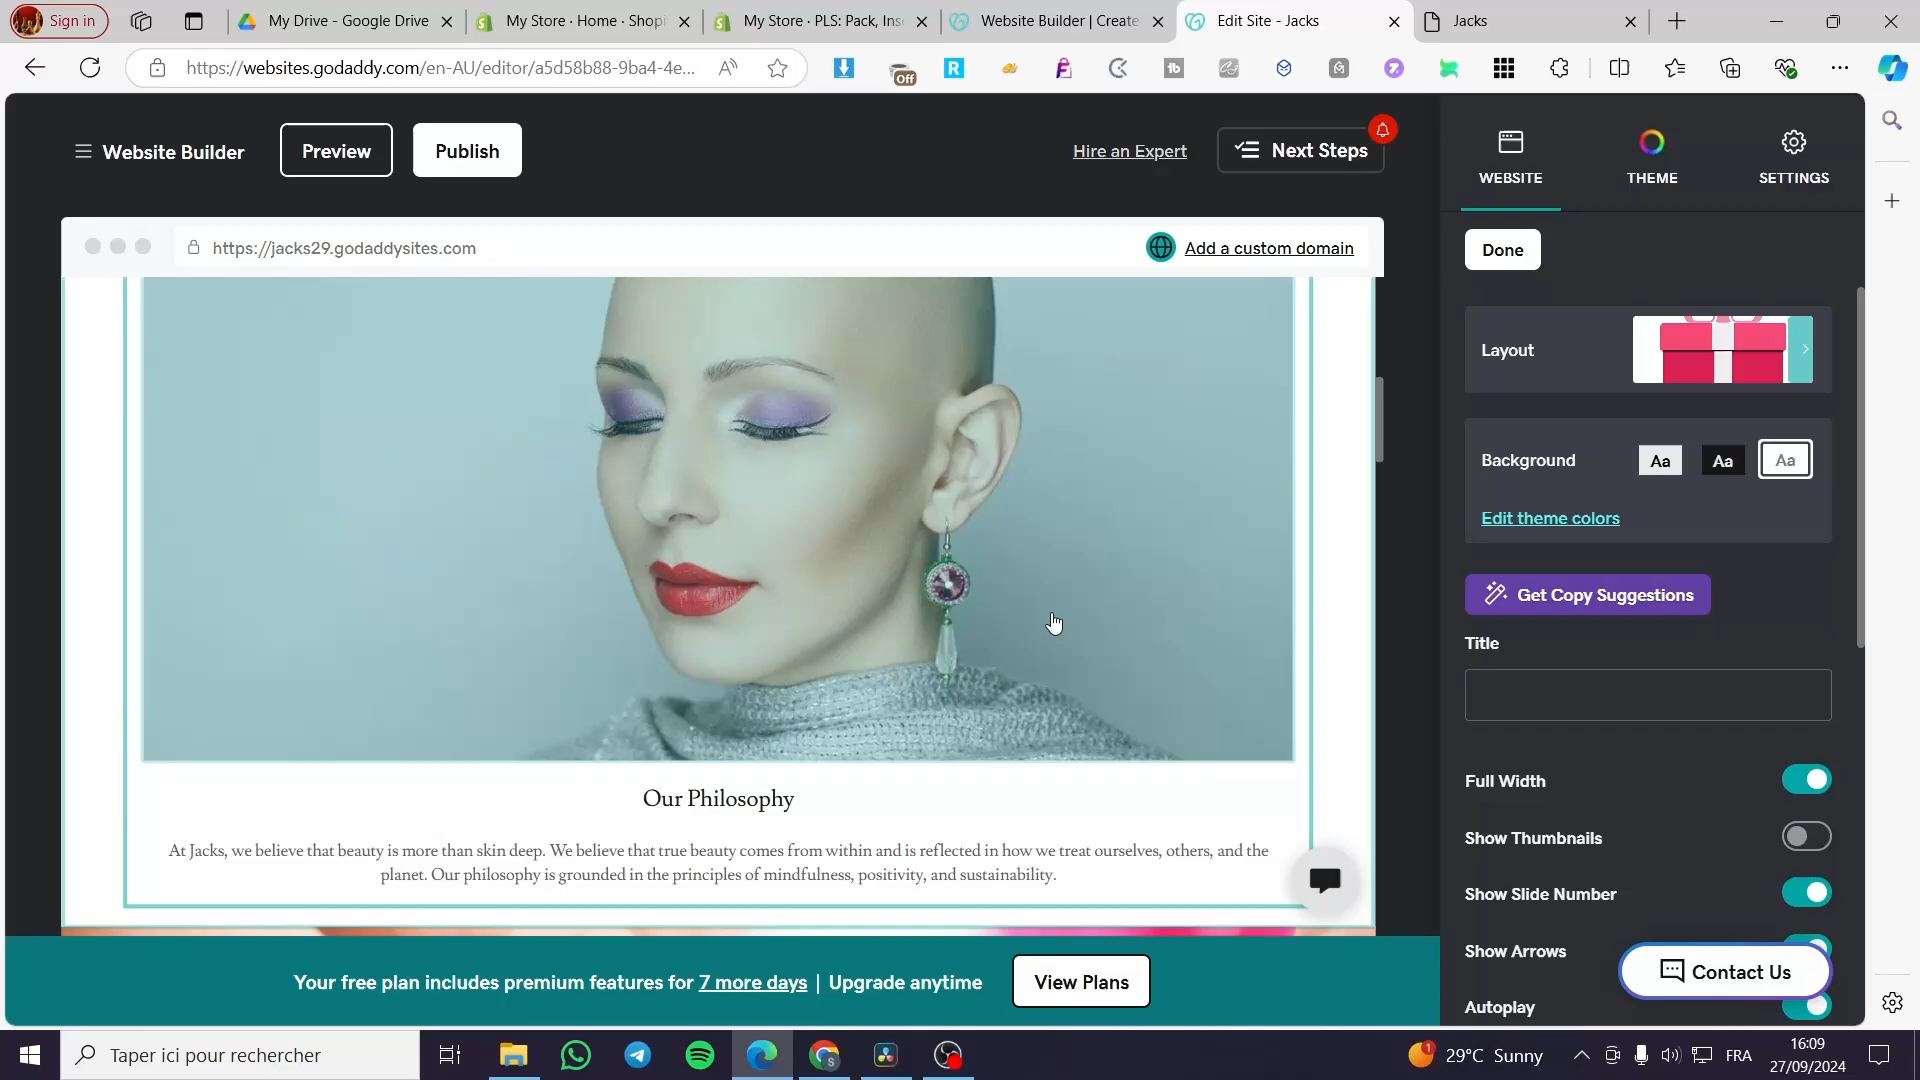 Sign in
My Drive - Google Drive
My Store · Home · Shopi
My Store · PLS: Pack, Ins
Website Builder | Create
Edit Site - Jacks
Jacks
https://websites.godaddy.com/en-AU/editor/a5d58b88-9ba4-4e...
Off
Website Builder
Preview
Publish
Hire an Expert
Next Steps
WEBSITE
THEME
SETTINGS
https://jacks29.godaddysites.com
Add a custom domain
Done
Layout
Background
Aa
Aa
Aa
Edit theme colors
Get Copy Suggestions
Title
Full Width
Show Thumbnails
Show Slide Number
Show Arrows
Autoplay
Contact Us
Our Philosophy
At Jacks, we believe that beauty is more than skin deep. We believe that true beauty comes from within and is reflected in how we treat ourselves, others, and the
planet. Our philosophy is grounded in the principles of mindfulness, positivity, and sustainability.
Your free plan includes premium features for 7 more days | Upgrade anytime
View Plans
Taper ici pour rechercher
29°C Sunny
FRA
16:09
27/09/2024